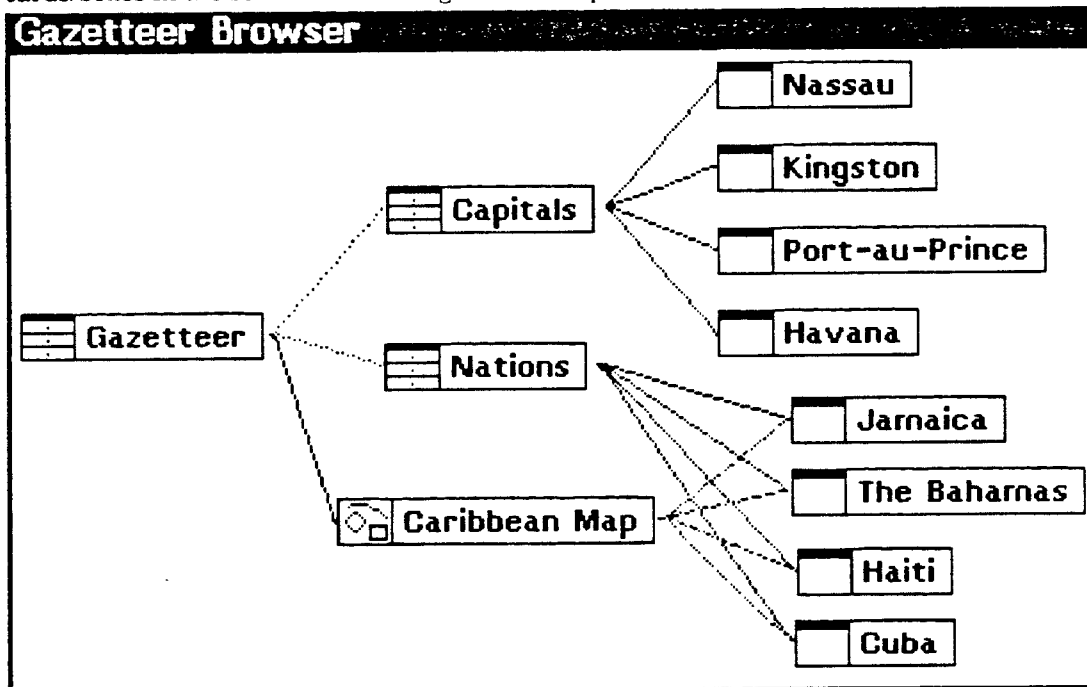 Gazetteer Browser
Nassau
Kingston
Capitals
Port-au-Prince
Gazetteer
Havana
Nations
Jamaica
The Bahamas
Caribbean Map
Haiti
Cuba